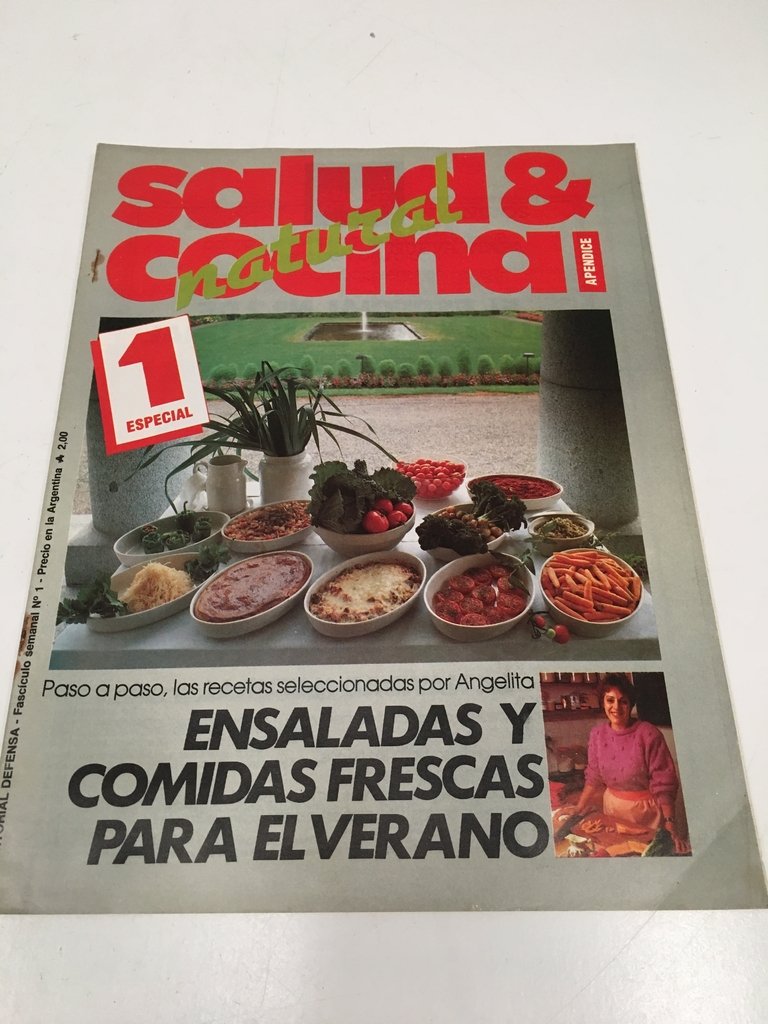 salud &
natural
cocina
APENDICE
1
ESPECIAL
DEFENSA - Fascículo semanal Nº 1 - Precio en la Argentina ₳ 2,00
Paso a paso, las recetas seleccionadas por Angelita
ENSALADAS Y
COMIDAS FRESCAS
PARA EL VERANO